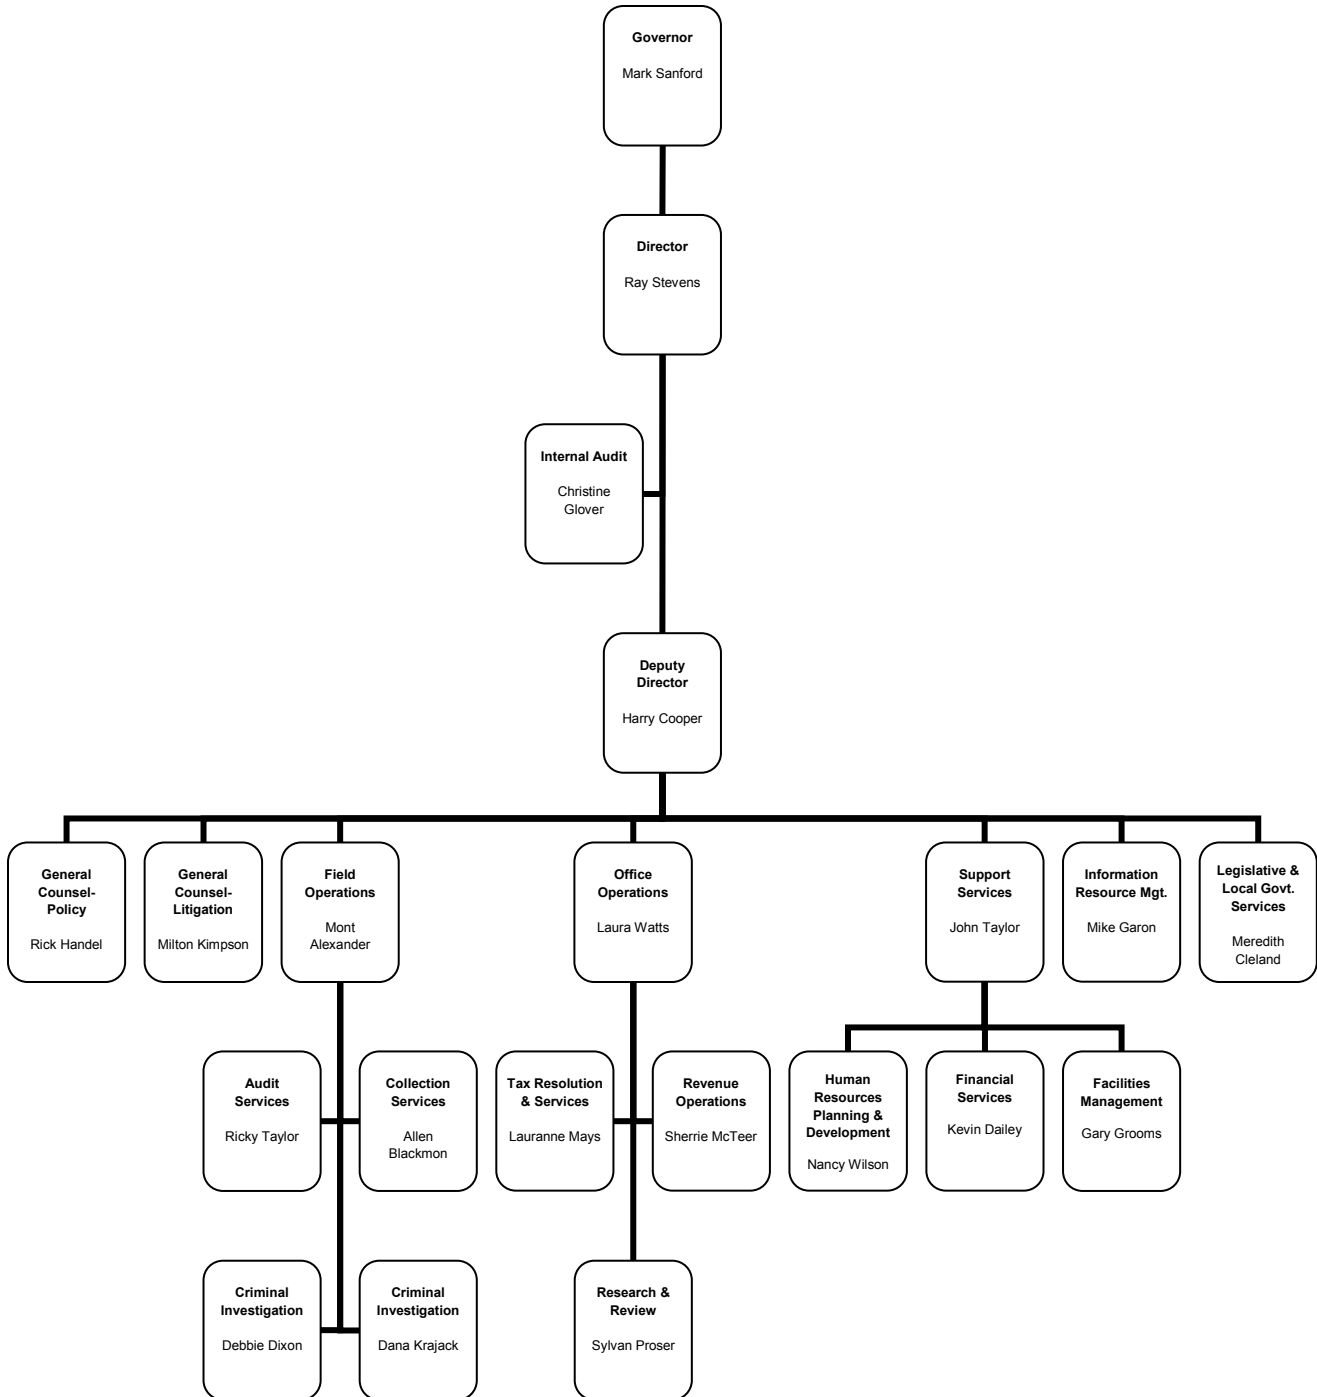 Governor
Mark Sanford
Director
Ray Stevens
Internal Audit
Christine
Glover
Deputy
Director
Harry Cooper
General
Counsel-
Policy
Rick Handel
General
Counsel-
Litigation
Milton Kimpson
Field
Operations
Mont
Alexander
Office
Operations
Laura Watts
Support
Services
John Taylor
Information
Resource Mgt.
Mike Garon
Legislative &
Local Govt.
Services
Meredith
Cleland
Audit
Services
Ricky Taylor
Collection
Services
Allen
Blackmon
Tax Resolution
& Services
Lauranne Mays
Revenue
Operations
Sherrie McTeer
Human
Resources
Planning &
Development
Nancy Wilson
Financial
Services
Kevin Dailey
Facilities
Management
Gary Grooms
Criminal
Investigation
Debbie Dixon
Criminal
Investigation
Dana Krajack
Research &
Review
Sylvan Proser